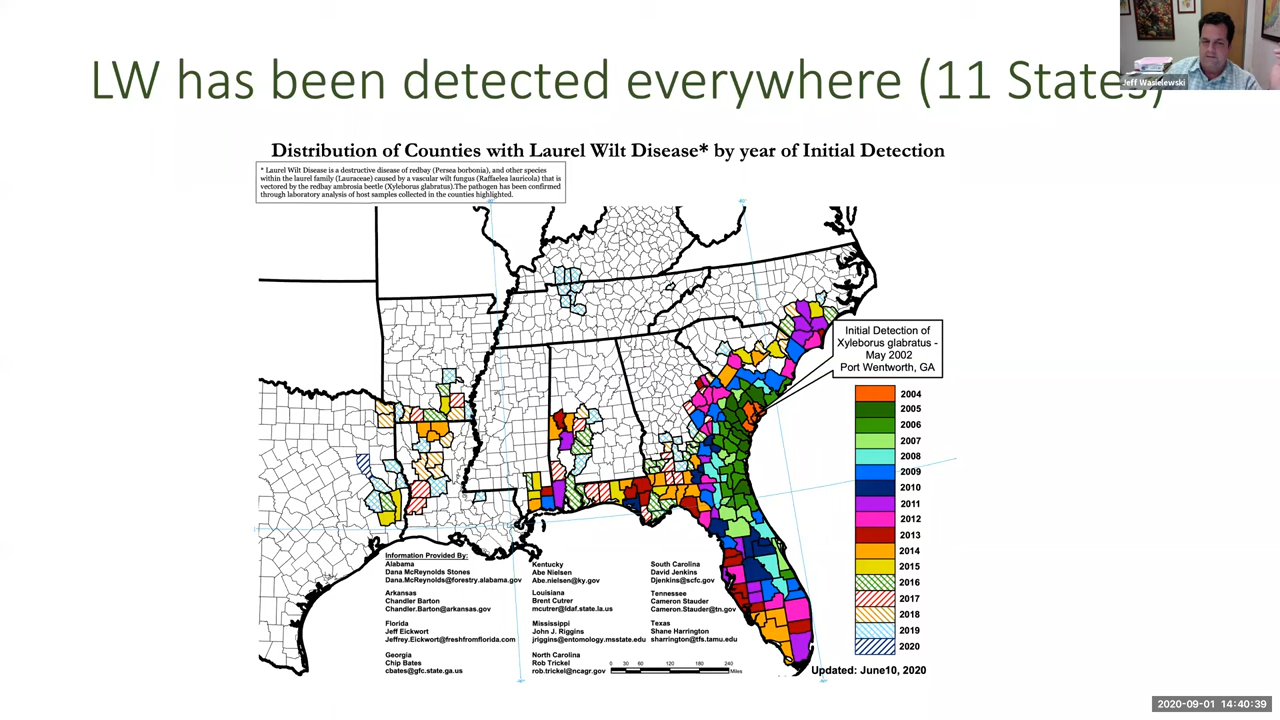 LW has been detected everywhere (11 States)
Jeff Wasielewski
Distribution of Counties with Laurel Wilt Disease* by year of Initial Detection
* Laurel Wilt Disease is a destructive disease of redbay (Persea borbonia), and other species
within the laurel family (Lauraceae) caused by a vascular wilt fungus (Raffaelea lauricola) that is
vectored by the redbay ambrosia beetle (Xyleborus glabratus).The pathogen has been confirmed
through laboratory analysis of host samples collected in the counties highlighted.
Initial Detection of
Xyleborus glabratus -
May 2002
Port Wentworth, GA
2004
2005
2006
2007
2008
2009
2010
2011
2012
2013
2014
2015
2016
2017
2018
2019
2020
Information Provided By:
Alabama
Dana McReynolds Stones
Dana.McReynolds@forestry.alabama.gov
Arkansas
Chandler Barton
Chandler.Barton@arkansas.gov
Florida
Jeff Eickwort
Jeffrey.Eickwort@freshfromflorida.com
Georgia
Chip Bates
cbates@gfc.state.ga.us
Kentucky
Abe Nielsen
Abe.nielsen@ky.gov
Louisiana
Brent Cutrer
mcutrer@ldaf.state.la.us
Mississippi
John J. Riggins
jriggins@entomology.msstate.edu
North Carolina
Rob Trickel
rob.trickel@ncagr.gov
South Carolina
David Jenkins
Djenkins@scfc.gov
Tennessee
Cameron Stauder
Cameron.Stauder@tn.gov
Texas
Shane Harrington
sharrington@tfs.tamu.edu
0 30 60 120 180 240
Miles
Updated: June10, 2020
2020-09-01 14:40:39